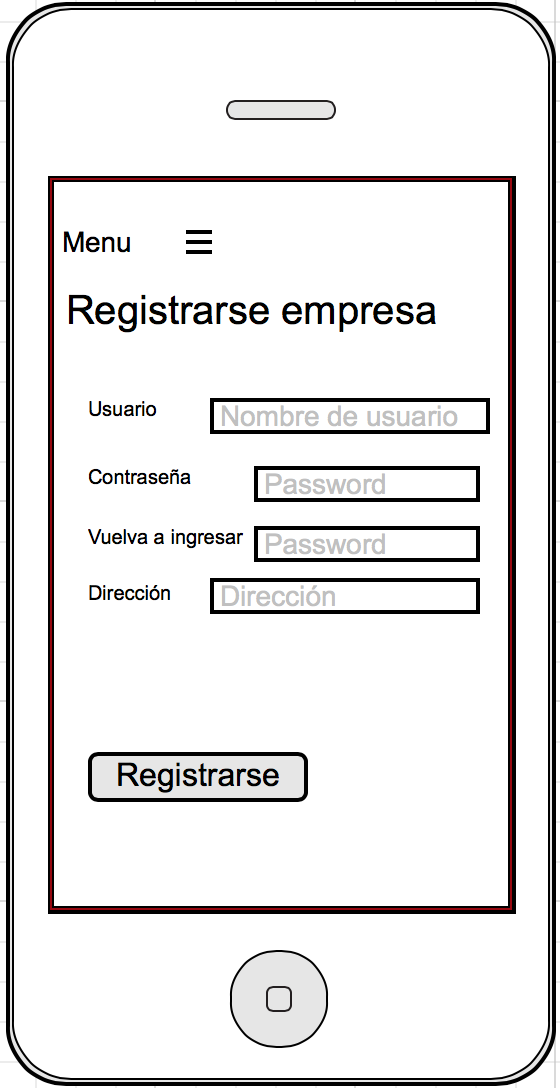 Menu
Registrarse empresa
Usuario Nombre de usuario
Contraseña Password
Vuelva a ingresar Password
Dirección Dirección
Registrarse